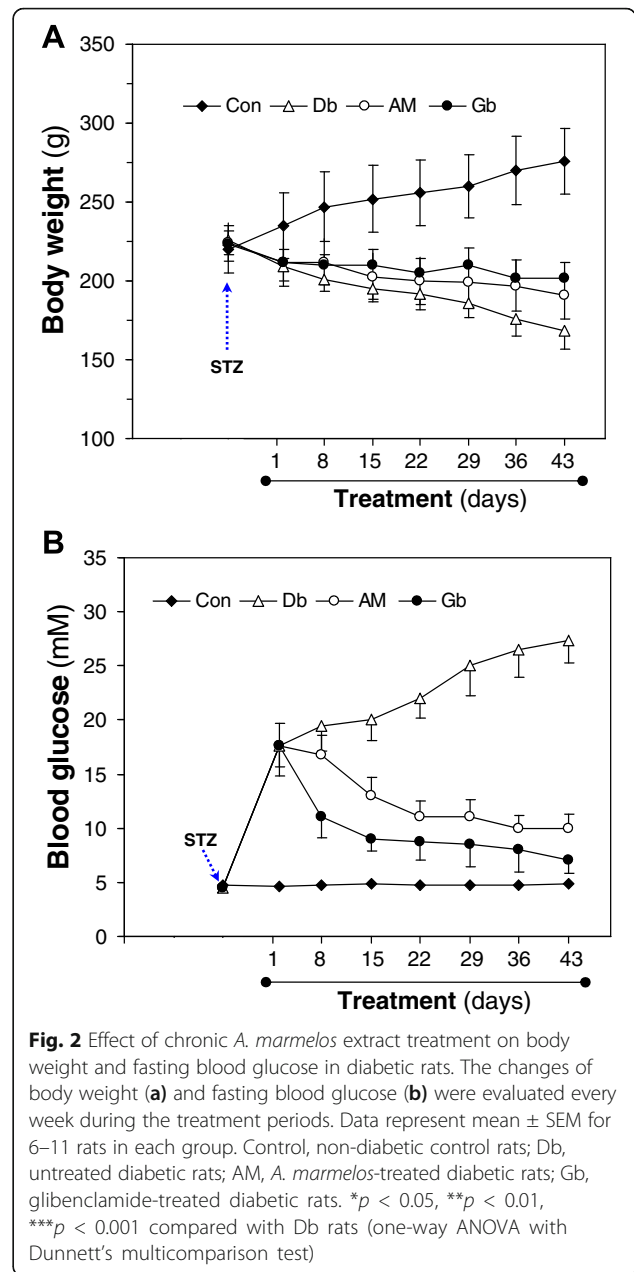 A
350
300
250
200
150
100
Body weight (g)
Con Db AM Gb
STZ
1 8 15 22 29 36 43
Treatment (days)
B
35
30
25
20
15
10
5
0
Blood glucose (mM)
Con Db AM Gb
STZ
1 8 15 22 29 36 43
Treatment (days)
Fig. 2 Effect of chronic A. marmelos extract treatment on body
weight and fasting blood glucose in diabetic rats. The changes of
body weight (a) and fasting blood glucose (b) were evaluated every
week during the treatment periods. Data represent mean ± SEM for
6–11 rats in each group. Control, non-diabetic control rats; Db,
untreated diabetic rats; AM, A. marmelos-treated diabetic rats; Gb,
glibenclamide-treated diabetic rats. *p < 0.05, **p < 0.01,
***p < 0.001 compared with Db rats (one-way ANOVA with
Dunnett's multicomparison test)